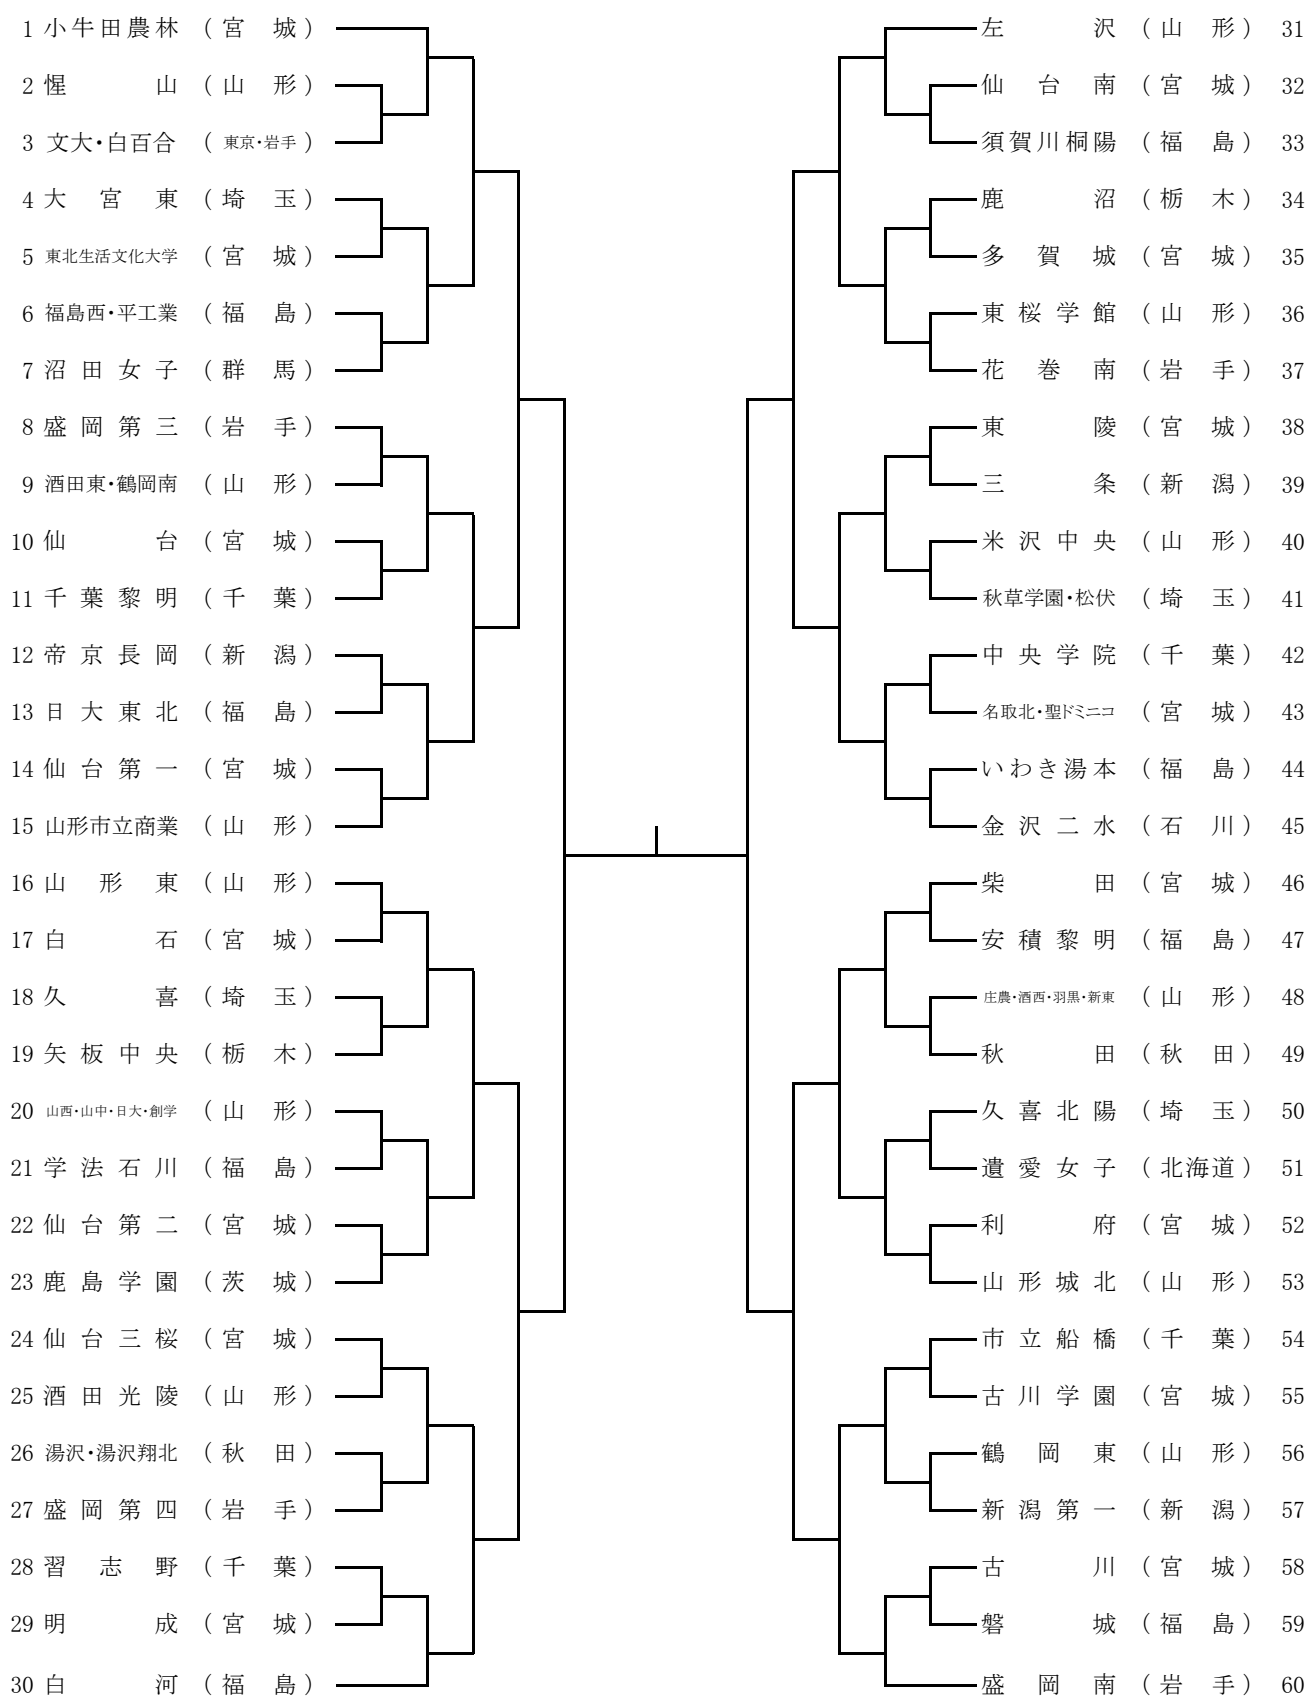 1 小牛田農林 (宮城)
2 惺山 (山形)
3 文大・白百合 (東京・岩手)
4 大宮東 (埼玉)
5 東北生活文化大学 (宮城)
6 福島西・平工業 (福島)
7 沼田女子 (群馬)
8 盛岡第三 (岩手)
9 酒田東・鶴岡南 (山形)
10 仙台 (宮城)
11 千葉黎明 (千葉)
12 帝京長岡 (新潟)
13 日大東北 (福島)
14 仙台第一 (宮城)
15 山形市立商業 (山形)
16 山形東 (山形)
17 白石 (宮城)
18 久喜 (埼玉)
19 矢板中央 (栃木)
20 山西・山中・日大・創学 (山形)
21 学法石川 (福島)
22 仙台第二 (宮城)
23 鹿島学園 (茨城)
24 仙台三桜 (宮城)
25 酒田光陵 (山形)
26 湯沢・湯沢翔北 (秋田)
27 盛岡第四 (岩手)
28 習志野 (千葉)
29 明成 (宮城)
30 白河 (福島)
左沢 (山形) 31
仙台南 (宮城) 32
須賀川桐陽 (福島) 33
鹿沼 (栃木) 34
多賀城 (宮城) 35
東桜学館 (山形) 36
花巻南 (岩手) 37
東陵 (宮城) 38
三条 (新潟) 39
米沢中央 (山形) 40
秋草学園・松伏 (埼玉) 41
中央学院 (千葉) 42
名取北・聖ドミニコ (宮城) 43
いわき湯本 (福島) 44
金沢二水 (石川) 45
柴田 (宮城) 46
安積黎明 (福島) 47
庄農・酒西・羽黒・新東 (山形) 48
秋田 (秋田) 49
久喜北陽 (埼玉) 50
遺愛女子 (北海道) 51
利府 (宮城) 52
山形城北 (山形) 53
市立船橋 (千葉) 54
古川学園 (宮城) 55
鶴岡東 (山形) 56
新潟第一 (新潟) 57
古川 (宮城) 58
磐城 (福島) 59
盛岡南 (岩手) 60